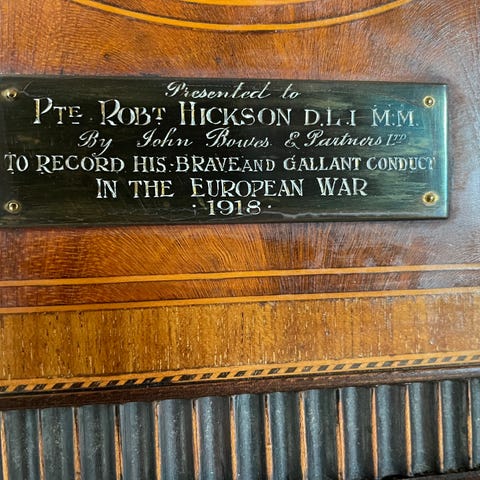 Presented to
PTE ROBT HICKSON D.L.I M.M.
By John Bowes & Partners LTD
TO RECORD HIS BRAVE AND GALLANT CONDUCT
IN THE EUROPEAN WAR
· 1918 ·